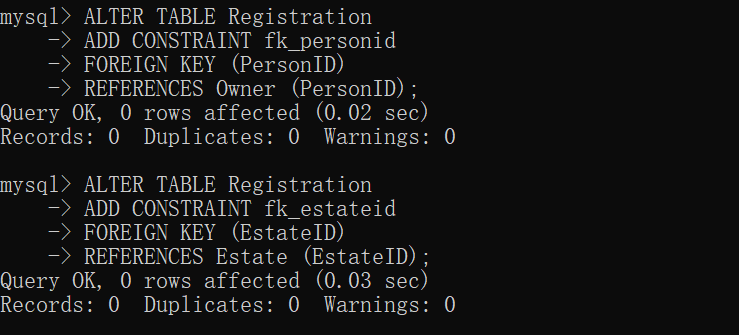 mysql> ALTER TABLE Registration
    -> ADD CONSTRAINT fk_personid
    -> FOREIGN KEY (PersonID)
    -> REFERENCES Owner (PersonID);
Query OK, 0 rows affected (0.02 sec)
Records: 0  Duplicates: 0  Warnings: 0

mysql> ALTER TABLE Registration
    -> ADD CONSTRAINT fk_estateid
    -> FOREIGN KEY (EstateID)
    -> REFERENCES Estate (EstateID);
Query OK, 0 rows affected (0.03 sec)
Records: 0  Duplicates: 0  Warnings: 0